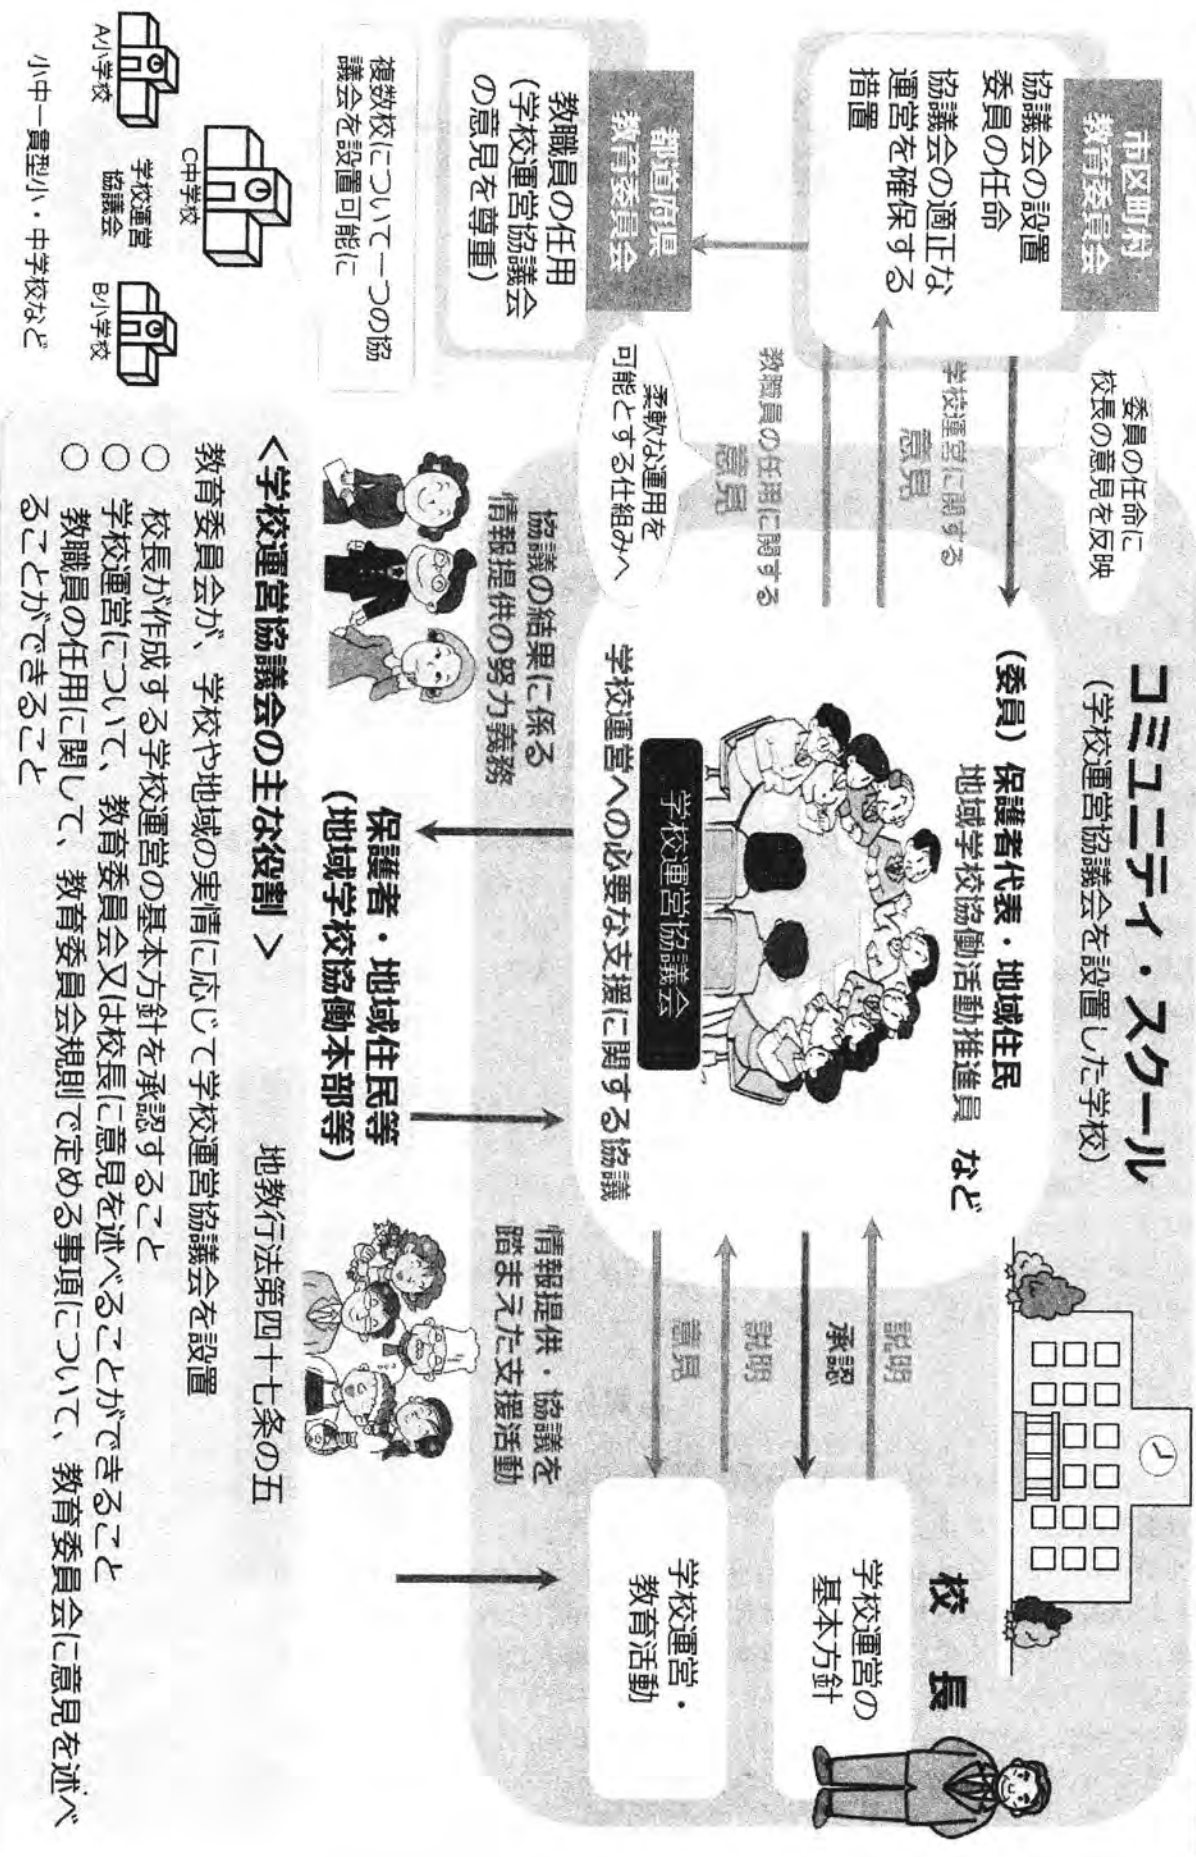 コミュニティ・スクール
(学校運営協議会を設置した学校)
市区町村
教育委員会
協議会の設置
委員の任命
協議会の適正な
運営を確保する
措置
都道府県
教育委員会
教職員の任用
(学校運営協議会
の意見を尊重)
複数校について一つの協
議会を設置可能に
C中学校
A小学校
学校運営
協議会
B小学校
小中一貫型小・中学校など
委員の任命に
校長の意見を反映
学校運営に関する
意見
教職員の任用に関する
意見
柔軟な運用を
可能とする仕組みへ
(委員) 保護者代表・地域住民
地域学校協働活動推進員 など
学校運営協議会
学校運営への必要な支援に関する協議
説明
承認
説明
意見
校長
学校運営の
基本方針
学校運営・
教育活動
協議の結果に係る
情報提供の努力義務
保護者・地域住民等
(地域学校協働本部等)
情報提供・協議を
踏まえた支援活動
<学校運営協議会の主な役割 >
地教行法第四十七条の五
教育委員会が、学校や地域の実情に応じて学校運営協議会を設置
○ 校長が作成する学校運営の基本方針を承認すること
○ 学校運営について、教育委員会又は校長に意見を述べることができること
○ 教職員の任用に関して、教育委員会規則で定める事項について、教育委員会に意見を述べ
ることができること